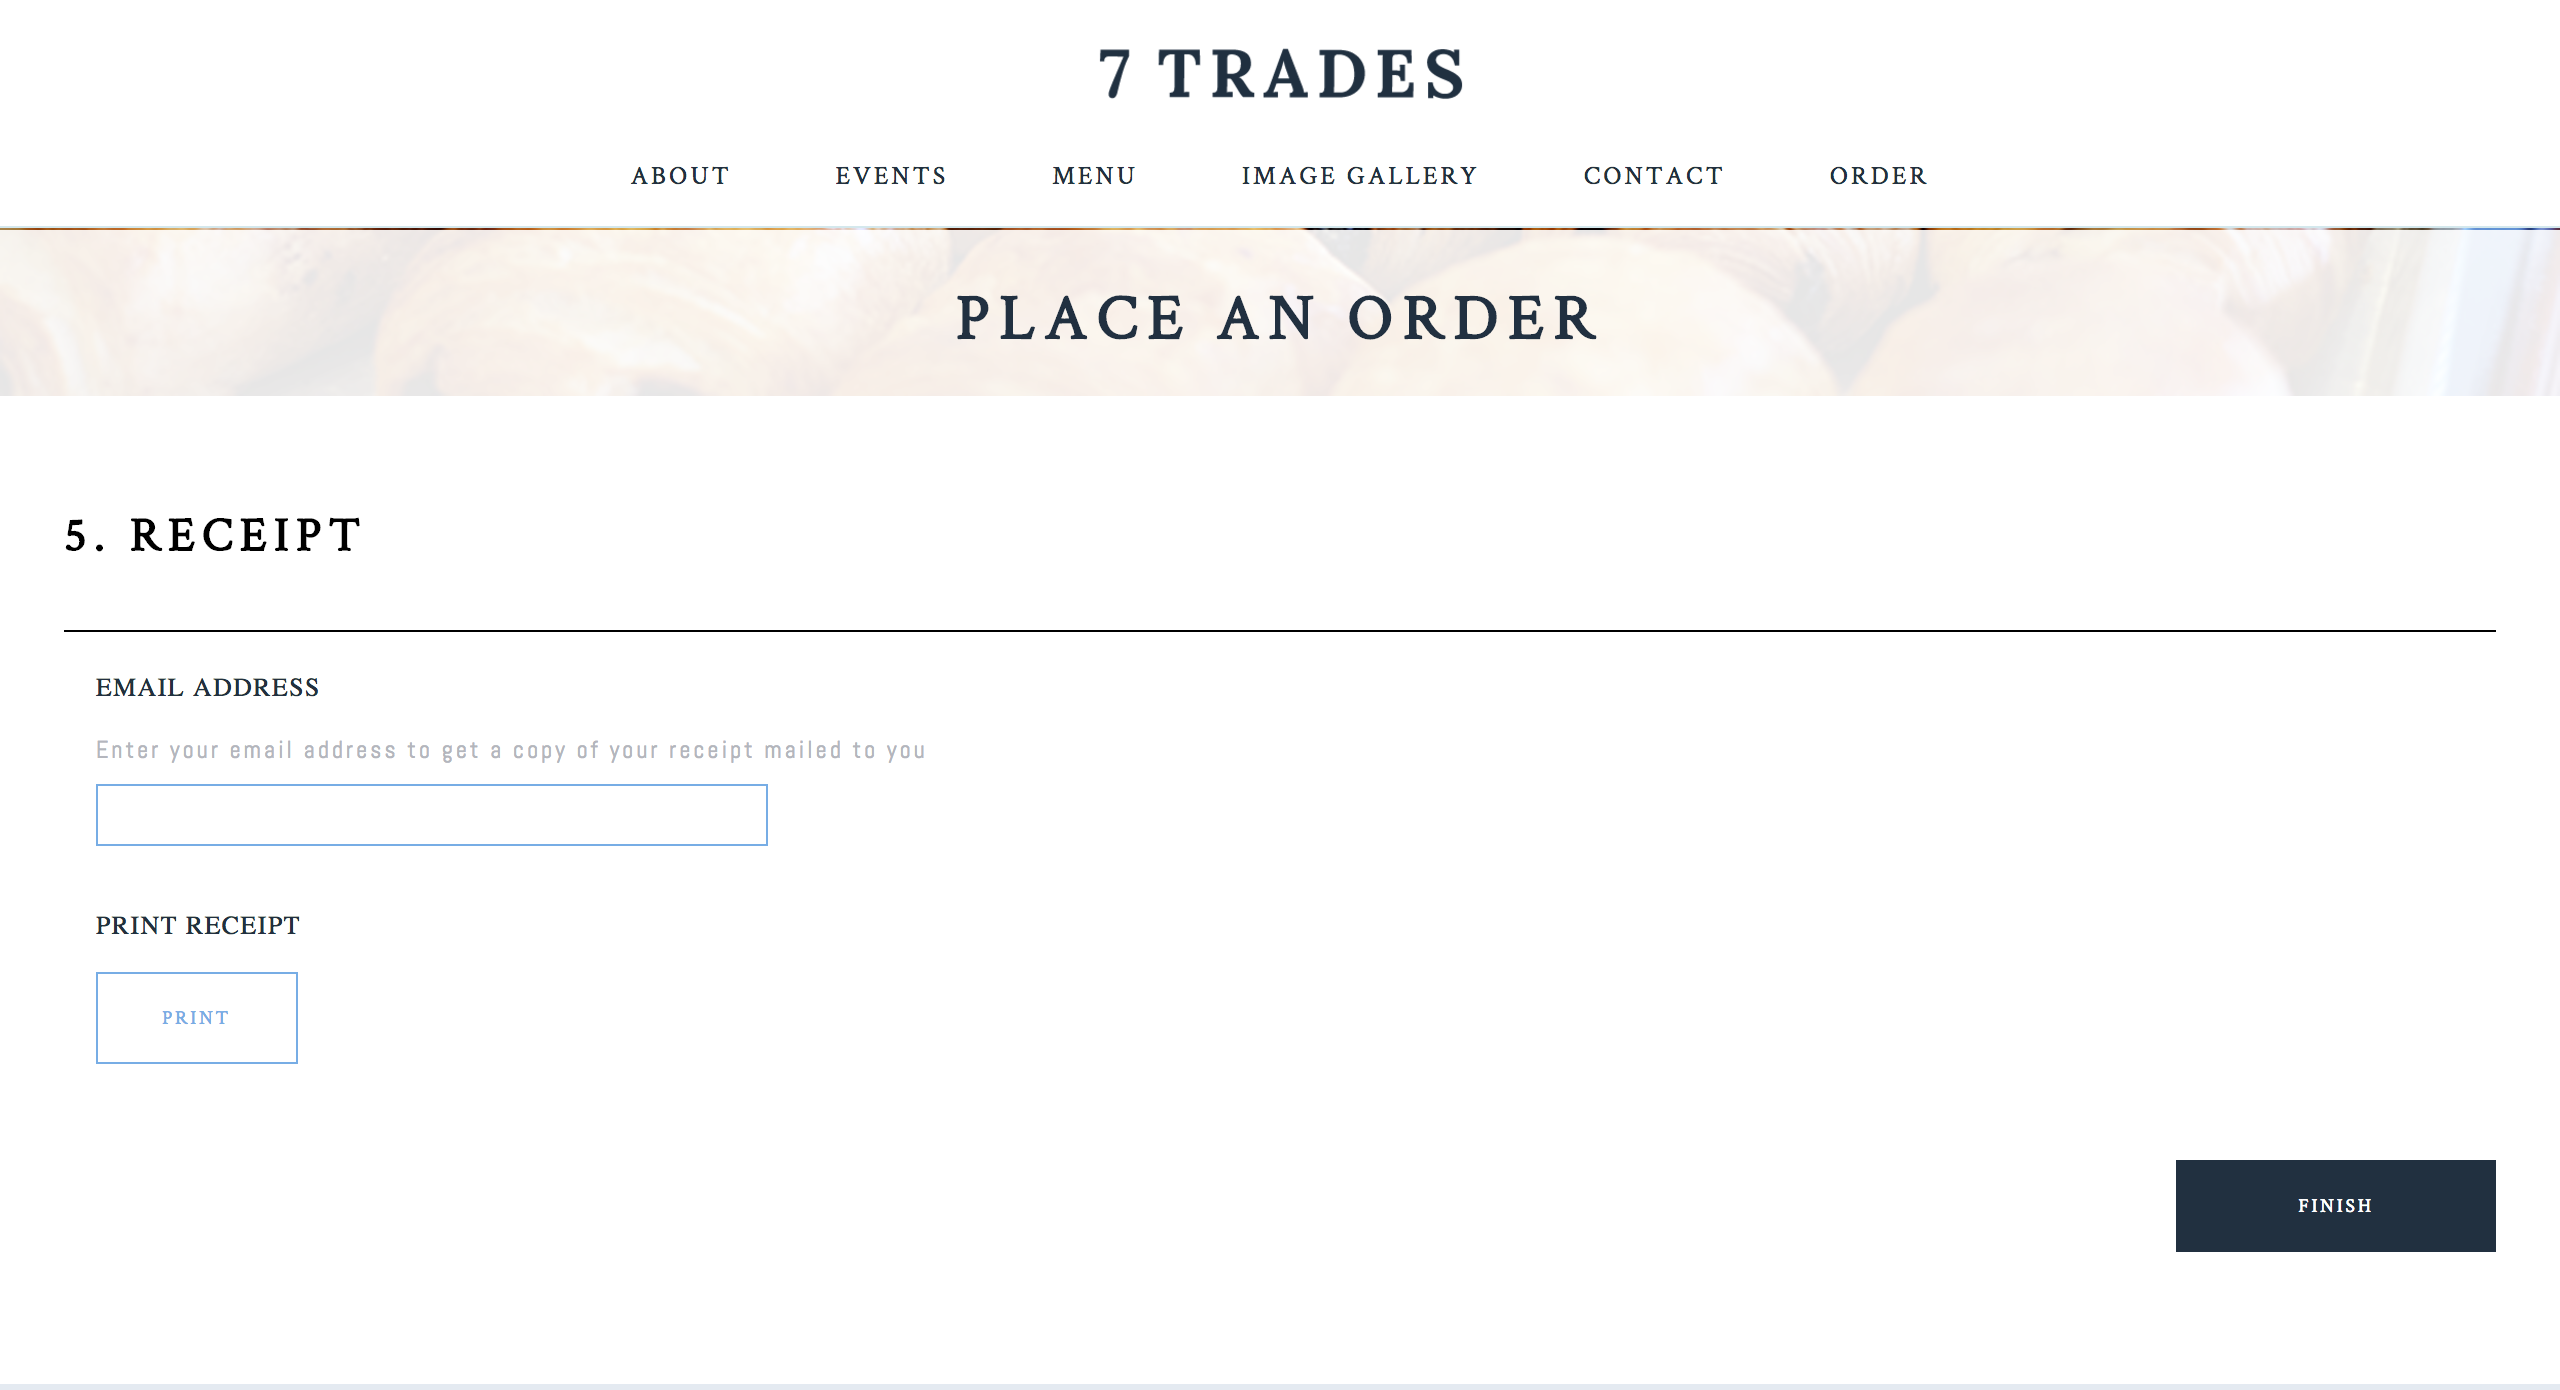 7 TRADES
ABOUT EVENTS MENU IMAGE GALLERY CONTACT ORDER
PLACE AN ORDER
5. RECEIPT
EMAIL ADDRESS
Enter your email address to get a copy of your receipt mailed to you
PRINT RECEIPT
PRINT
FINISH